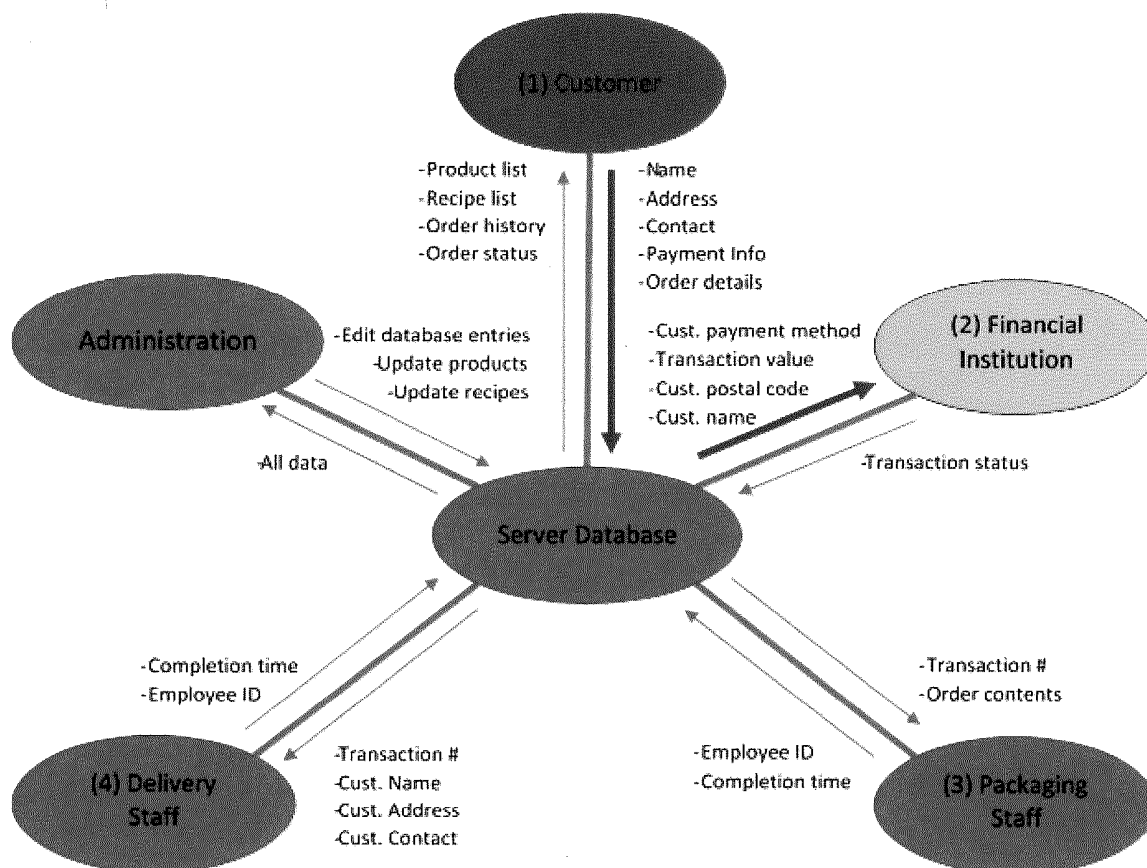 (1) Customer
-Product list
-Recipe list
-Order history
-Order status
-Name
-Address
-Contact
-Payment Info
-Order details
Administration
-Edit database entries
-Update products
-Update recipes
-All data
-Cust. payment method
-Transaction value
-Cust. postal code
-Cust. name
(2) Financial
Institution
-Transaction status
Server Database
-Completion time
-Employee ID
-Transaction #
-Order contents
(4) Delivery
Staff
-Transaction #
-Cust. Name
-Cust. Address
-Cust. Contact
-Employee ID
-Completion time
(3) Packaging
Staff